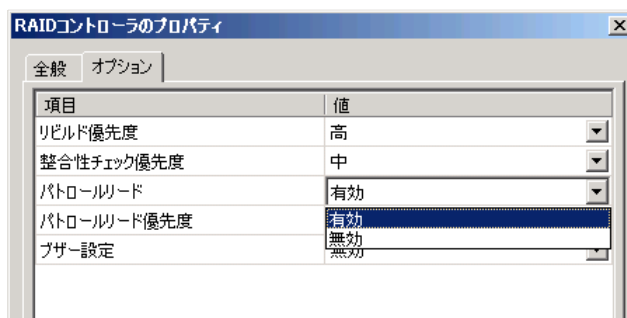 RAIDコントローラのプロパティ
全般 オプション
項目 値
リビルド優先度 高
整合性チェック優先度 中
パトロールリード 有効
パトロールリード優先度 有効
無効
ブザー設定 無効